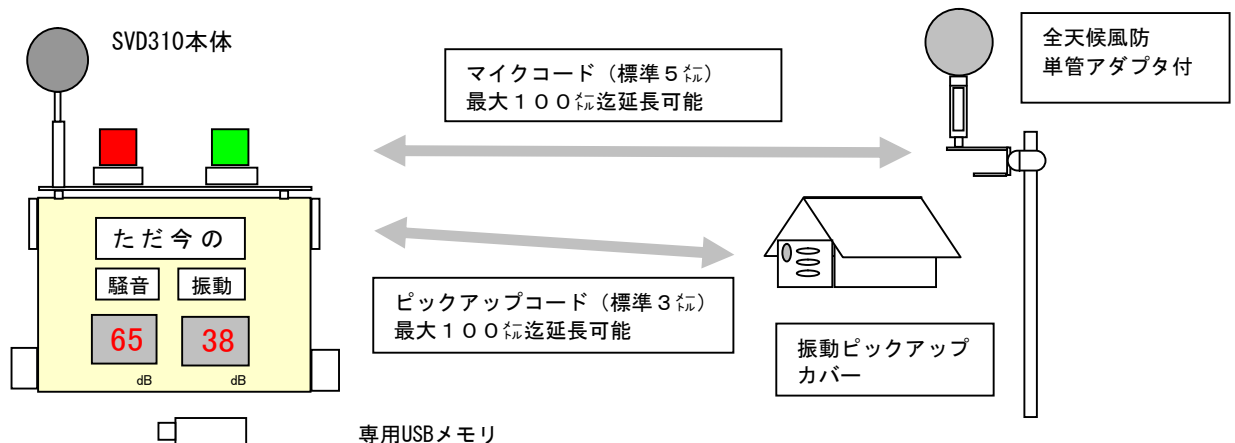 SVD310本体
マイクコード（標準５㍍）
最大１００㍍迄延長可能
全天候風防
単管アダプタ付
ただ今の
騒音 振動
65 38
dB dB
ピックアップコード（標準３㍍）
最大１００㍍迄延長可能
振動ピックアップ
カバー
専用USBメモリ